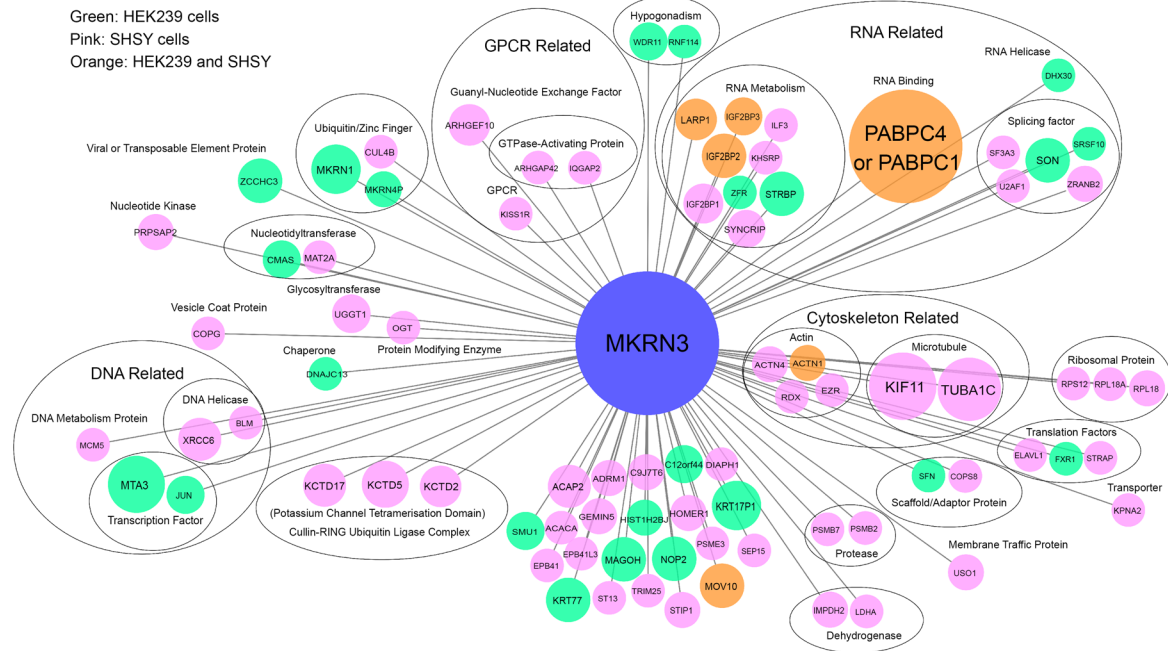 Green: HEK239 cells
Pink: SHSY cells
Orange: HEK239 and SHSY
Hypogonadism
WDR11
RNF114
GPCR Related
Guanyl-Nucleotide Exchange Factor
ARHGEF10
GTPase-Activating Protein
ARHGAP42
IQGAP2
GPCR
KISS1R
RNA Related
RNA Metabolism
LARP1
IGF2BP3
ILF3
IGF2BP2
KHSRP
ZFR
STRBP
IGF2BP1
SYNCRIP
RNA Binding
PABPC4
or PABPC1
RNA Helicase
DHX30
Splicing factor
SF3A3
SON
SRSF10
U2AF1
ZRANB2
Ubiquitin/Zinc Finger
CUL4B
MKRN1
MKRN4P
Viral or Transposable Element Protein
ZCCHC3
Nucleotide Kinase
PRPSAP2
Nucleotidyltransferase
CMAS
MAT2A
Glycosyltransferase
UGGT1
OGT
Protein Modifying Enzyme
Vesicle Coat Protein
COPG
Chaperone
DNAJC13
MKRN3
Cytoskeleton Related
Actin
ACTN4
ACTN1
RDX
EZR
Microtubule
KIF11
TUBA1C
Ribosomal Protein
RPS12
RPL18A
RPL18
DNA Related
DNA Metabolism Protein
MCM5
DNA Helicase
XRCC6
BLM
MTA3
JUN
Transcription Factor
KCTD17
KCTD5
KCTD2
(Potassium Channel Tetramerisation Domain)
Cullin-RING Ubiquitin Ligase Complex
ACAP2
ADRM1
C9J7T6
C12orf44
DIAPH1
SMU1
ACACA
GEMIN5
HIST1H2BJ
HOMER1
KRT17P1
EPB41
EPB41L3
MAGOH
NOP2
PSME3
SEP15
KRT77
ST13
TRIM25
STIP1
MOV10
Translation Factors
ELAVL1
FXR1
STRAP
SFN
COPS8
Scaffold/Adaptor Protein
Transporter
KPNA2
PSMB7
PSMB2
Protease
Membrane Traffic Protein
USO1
IMPDH2
LDHA
Dehydrogenase